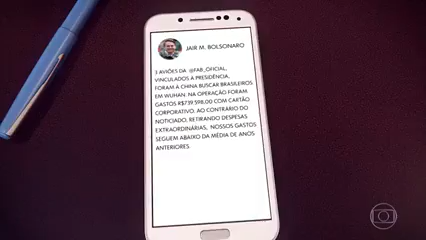 JAIR M. BOLSONARO
3 AVIÕES DA @FAB_OFICIAL,
VINCULADOS A PRESIDÊNCIA,
FORAM A CHINA BUSCAR BRASILEIROS
EM WUHAN. NA OPERAÇÃO FORAM
GASTOS R$739.598,00 COM CARTÃO
CORPORATIVO. AO CONTRÁRIO DO
NOTICIADO, RETIRANDO DESPESAS
EXTRAORDINÁRIAS, NOSSOS GASTOS
SEGUEM ABAIXO DA MÉDIA DE ANOS
ANTERIORES